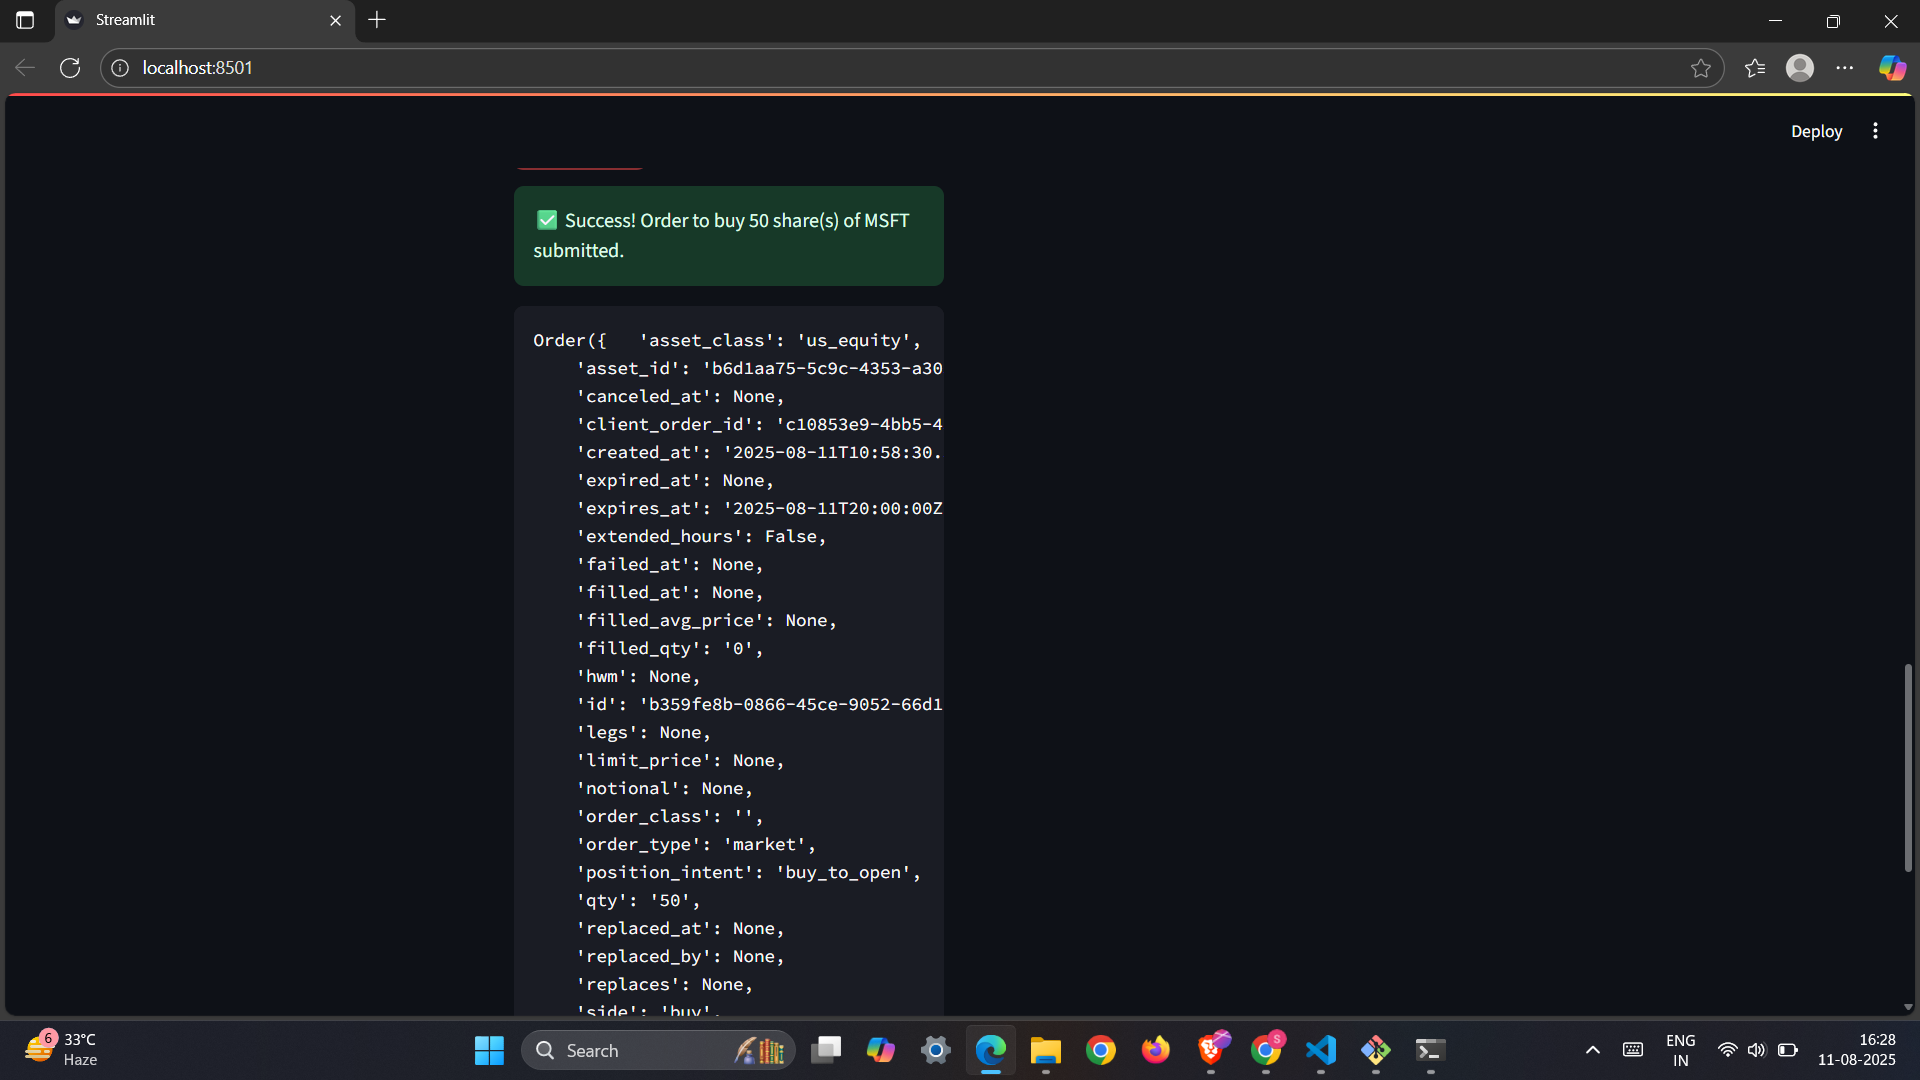 Streamlit
localhost:8501
Deploy
✅ Success! Order to buy 50 share(s) of MSFT
submitted.
Order({   'asset_class': 'us_equity',
'asset_id': 'b6d1aa75-5c9c-4353-a30
'canceled_at': None,
'client_order_id': 'c10853e9-4bb5-4
'created_at': '2025-08-11T10:58:30.
'expired_at': None,
'expires_at': '2025-08-11T20:00:00Z
'extended_hours': False,
'failed_at': None,
'filled_at': None,
'filled_avg_price': None,
'filled_qty': '0',
'hwm': None,
'id': 'b359fe8b-0866-45ce-9052-66d1
'legs': None,
'limit_price': None,
'notional': None,
'order_class': '',
'order_type': 'market',
'position_intent': 'buy_to_open',
'qty': '50',
'replaced_at': None,
'replaced_by': None,
'replaces': None,
'side': 'buy',
6
33°C
Haze
Search
S
ENG
IN
16:28
11-08-2025